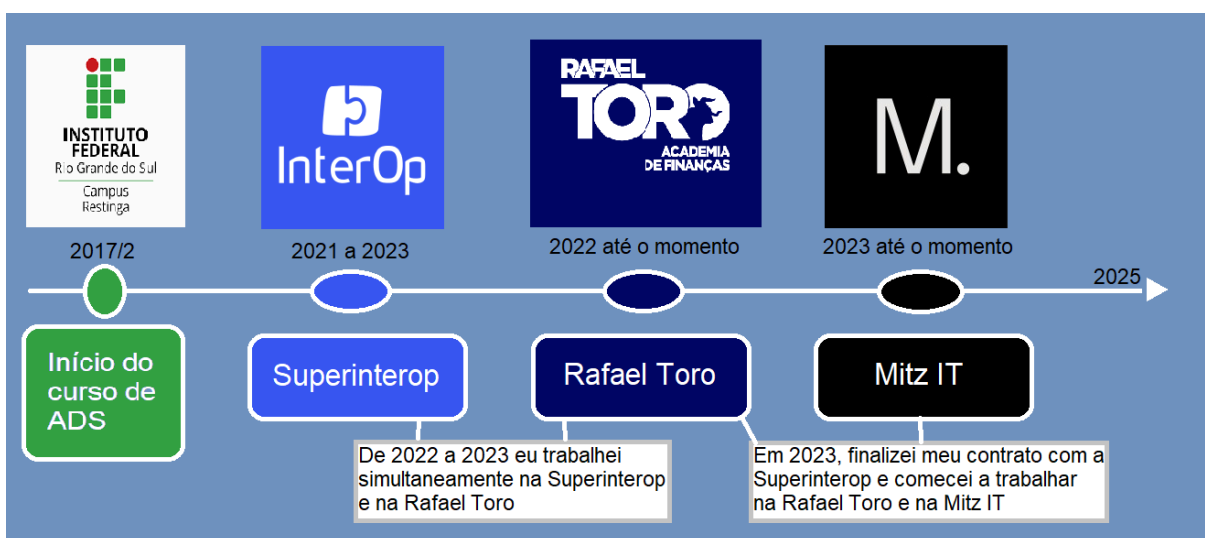 INSTITUTO
FEDERAL
Rio Grande do Sul
Campus
Restinga
InterOp
RAFAEL
TORO
ACADEMIA
DE FINANÇAS
M.
2017/2
2021 a 2023
2022 até o momento
2023 até o momento
2025
Início do
curso de
ADS
Superinterop
Rafael Toro
Mitz IT
De 2022 a 2023 eu trabalhei
simultaneamente na Superinterop
e na Rafael Toro
Em 2023, finalizei meu contrato com a
Superinterop e comecei a trabalhar
na Rafael Toro e na Mitz IT